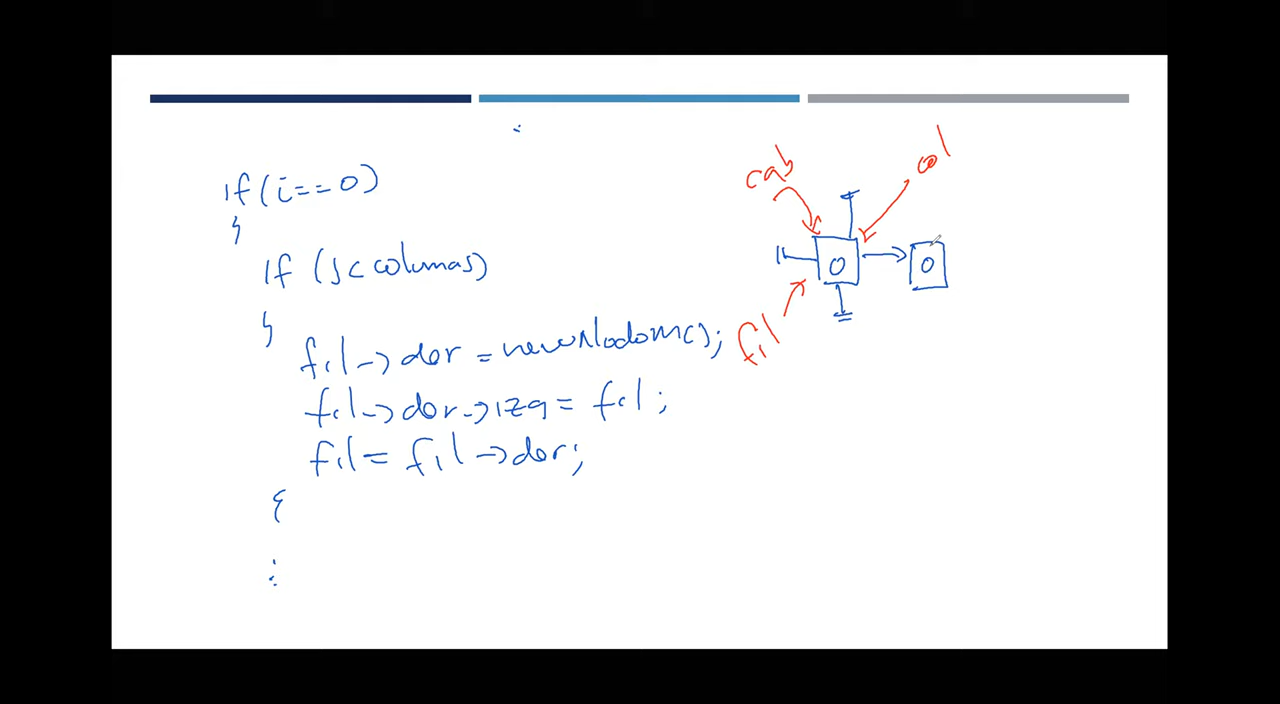 if(i==0)
{
if (j<columnas)
{
fil->der = new NodoM();
fil->der->izq = fil;
fil = fil->der;
}
:
cab
col
0
0
fil